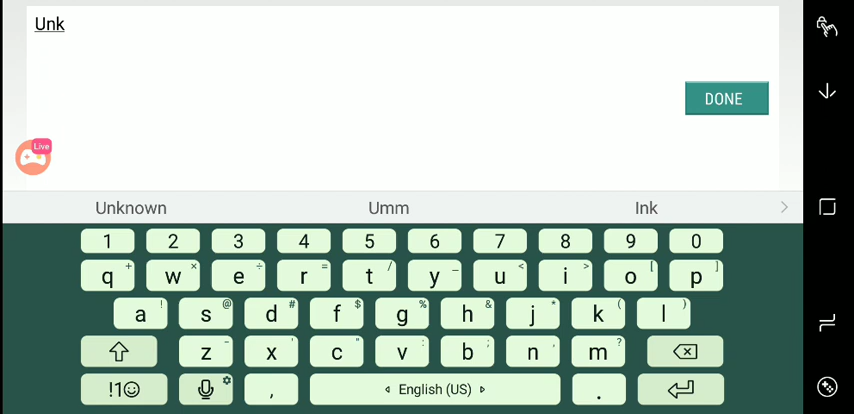 Unk
DONE
Live
Unknown Umm Ink
1 2 3 4 5 6 7 8 9 0
q + w × e ÷ r = t / y _ u < i > o [ p ]
a ! s @ d # f $ g % h & j * k ( l )
z - x ' c " v : b ; n , m ?
!1☺ , English (US) .